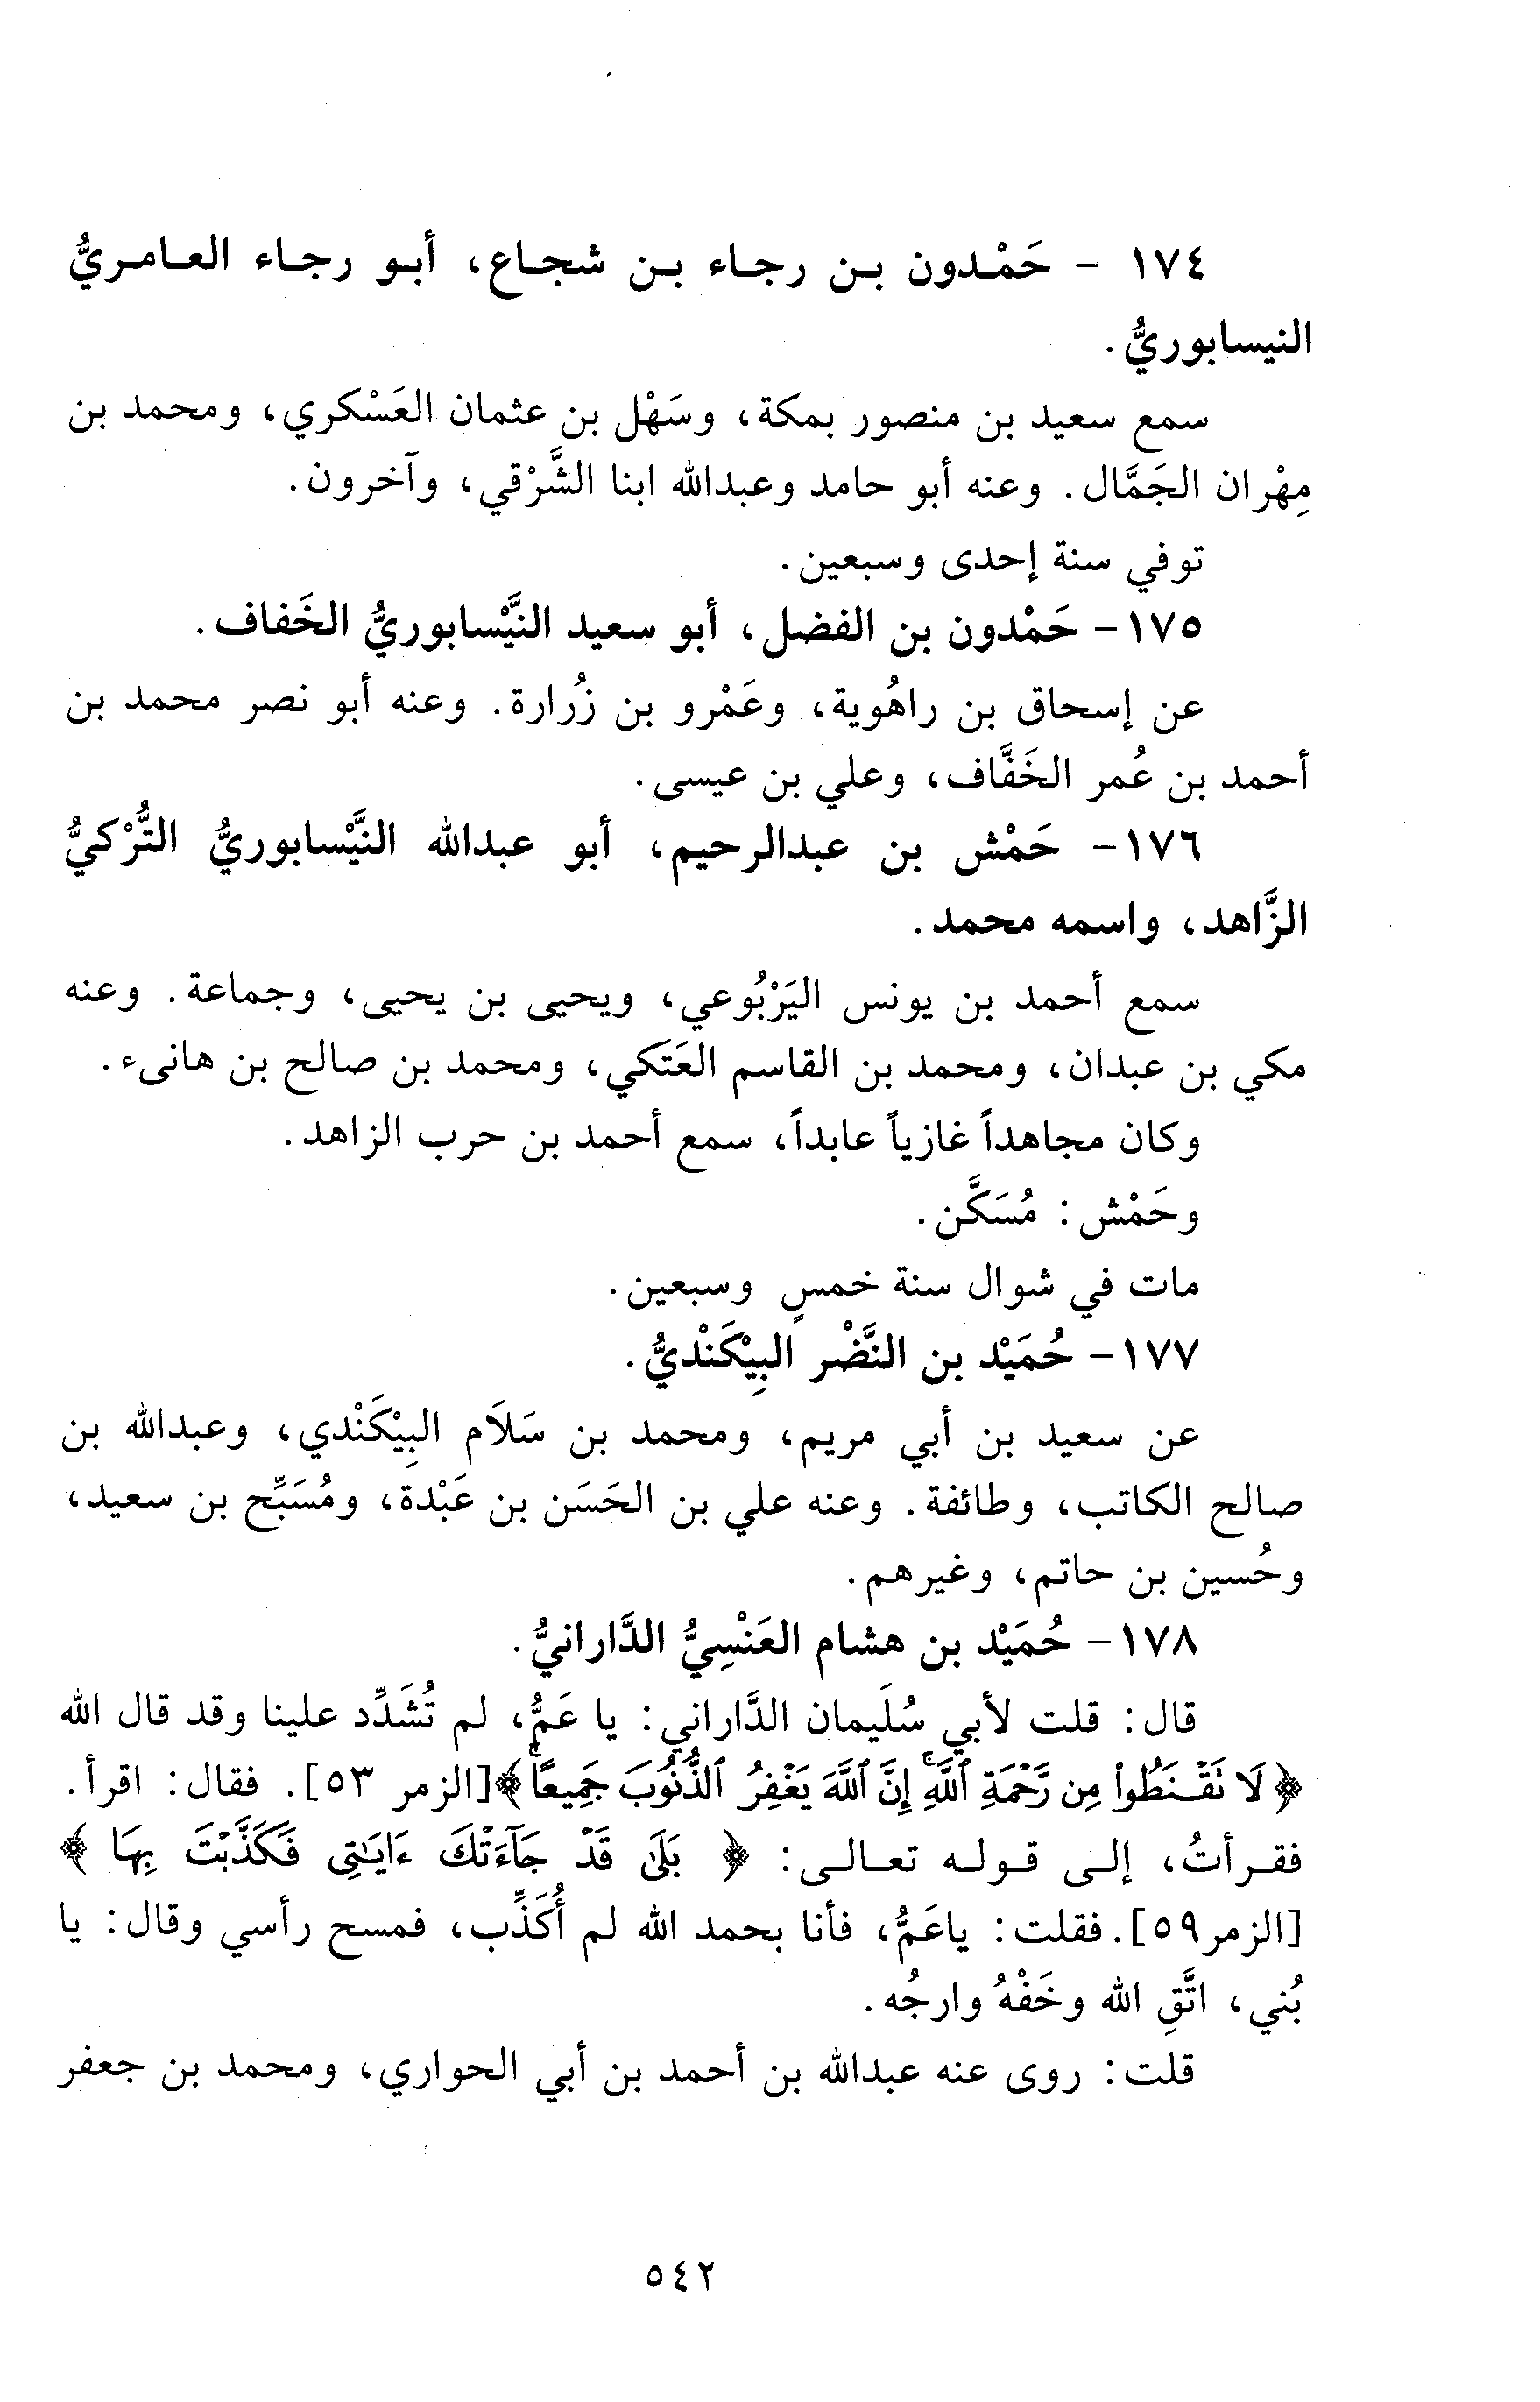 ١٧٤ - حَمْدون بن رجاء بن شجاع، أبو رجاء العامريُّ
النيسابوريُّ.
سمع سعيد بن منصور بمكة، وسَهْل بن عثمان العَسْكري، ومحمد بن
مِهْران الجَمَّال. وعنه أبو حامد وعبدالله ابنا الشَّرْقي، وآخرون.
توفي سنة إحدى وسبعين.
١٧٥- حَمْدون بن الفضل، أبو سعيد النَّيْسابوريُّ الخَفاف.
عن إسحاق بن راهُوية، وعَمْرو بن زُرارة. وعنه أبو نصر محمد بن
أحمد بن عُمر الخَفَّاف، وعلي بن عيسى.
١٧٦- حَمْش بن عبدالرحيم، أبو عبدالله النَّيْسابوريُّ التُّرْكيُّ
الزَّاهد، واسمه محمد.
سمع أحمد بن يونس اليَرْبُوعي، ويحيى بن يحيى، وجماعة. وعنه
مكي بن عبدان، ومحمد بن القاسم العَتَكي، ومحمد بن صالح بن هانىء.
وكان مجاهداً غازياً عابداً، سمع أحمد بن حرب الزاهد.
وحَمْش: مُسَكَّن.
مات في شوال سنة خمسٍ وسبعين.
١٧٧- حُمَيْد بن النَّضْر البِيْكَنْديُّ.
عن سعيد بن أبي مريم، ومحمد بن سَلاَم البِيْكَنْدي، وعبدالله بن
صالح الكاتب، وطائفة. وعنه علي بن الحَسَن بن عَبْدة، ومُسَبِّح بن سعيد،
وحُسين بن حاتم، وغيرهم.
١٧٨- حُمَيْد بن هشام العَنْسِيُّ الدَّارانيُّ.
قال: قلت لأبي سُلَيمان الدَّاراني: يا عَمُّ، لم تُشَدِّد علينا وقد قال الله
﴿لَا نَقْنَطُوا۟ مِن رَّحْمَةِ ٱللَّهِ ۚ إِنَّ ٱللَّهَ يَغْفِرُ ٱلذُّنُوبَ جَمِيعًا ۚ﴾[الزمر ٥٣]. فقال: اقرأ.
فقرأتُ، إلى قوله تعالى: ﴿ بَلَىٰ قَدْ جَآءَتْكَ ءَايَـٰتِى فَكَذَّبْتَ بِهَا ﴾
[الزمر٥٩]. فقلت: ياعَمُّ، فأنا بحمد الله لم أُكَذِّب، فمسح رأسي وقال: يا
بُني، اتَّقِ الله وخَفْهُ وارجُه.
قلت: روى عنه عبدالله بن أحمد بن أبي الحواري، ومحمد بن جعفر
٥٤٢